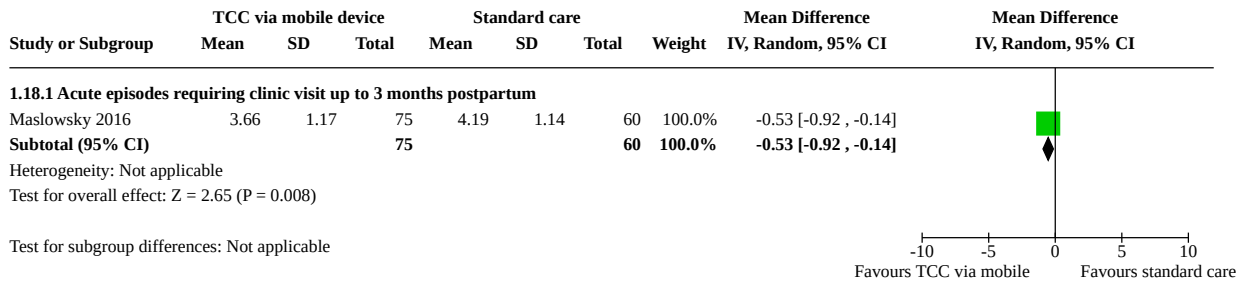 TCC via mobile device Standard care Mean Difference Mean Difference
Study or Subgroup Mean SD Total Mean SD Total Weight IV, Random, 95% CI IV, Random, 95% CI
1.18.1 Acute episodes requiring clinic visit up to 3 months postpartum
Maslowsky 2016 3.66 1.17 75 4.19 1.14 60 100.0% -0.53 [-0.92 , -0.14]
Subtotal (95% CI) 75 60 100.0% -0.53 [-0.92 , -0.14]
Heterogeneity: Not applicable
Test for overall effect: Z = 2.65 (P = 0.008)
Test for subgroup differences: Not applicable
-10 -5 0 5 10
Favours TCC via mobile Favours standard care